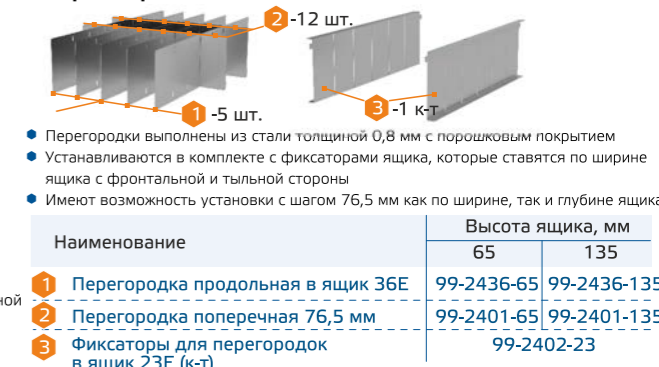 2 -12 шт.
3 -1 к-т
1 -5 шт.
Перегородки выполнены из стали толщиной 0,8 мм с порошковым покрытием
Устанавливаются в комплекте с фиксаторами ящика, которые ставятся по ширине
ящика с фронтальной и тыльной стороны
Имеют возможность установки с шагом 76,5 мм как по ширине, так и глубине ящика
Наименование Высота ящика, мм
65 135
1 Перегородка продольная в ящик 36E 99-2436-65 99-2436-135
ной
2 Перегородка поперечная 76,5 мм 99-2401-65 99-2401-135
3 Фиксаторы для перегородок 99-2402-23
в ящик 23E (к-т)